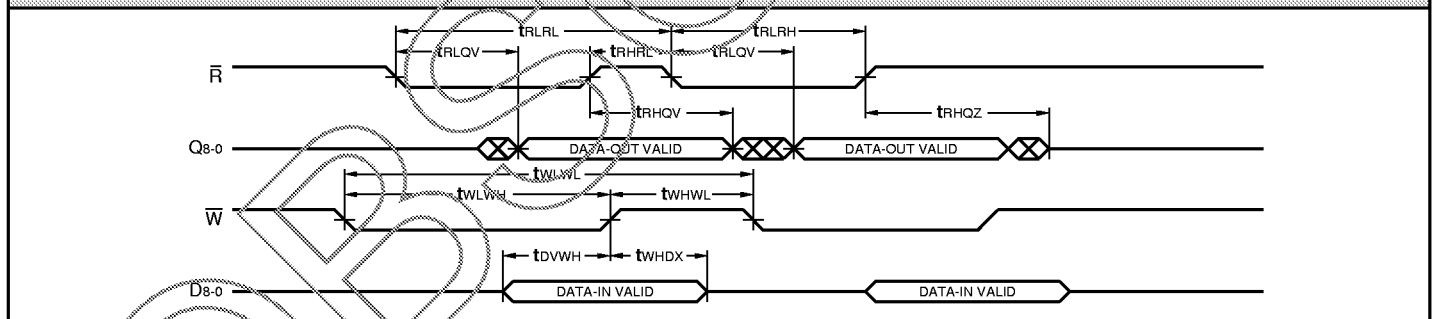 tRLRL tRLRH
tRLQV tRHRL tRLQV
R̅
tRHQV tRHQZ
Q8-0 DATA-OUT VALID DATA-OUT VALID
tWLWL
tWLWH tWHWL
W̅
tDVWH tWHDX
D8-0 DATA-IN VALID DATA-IN VALID